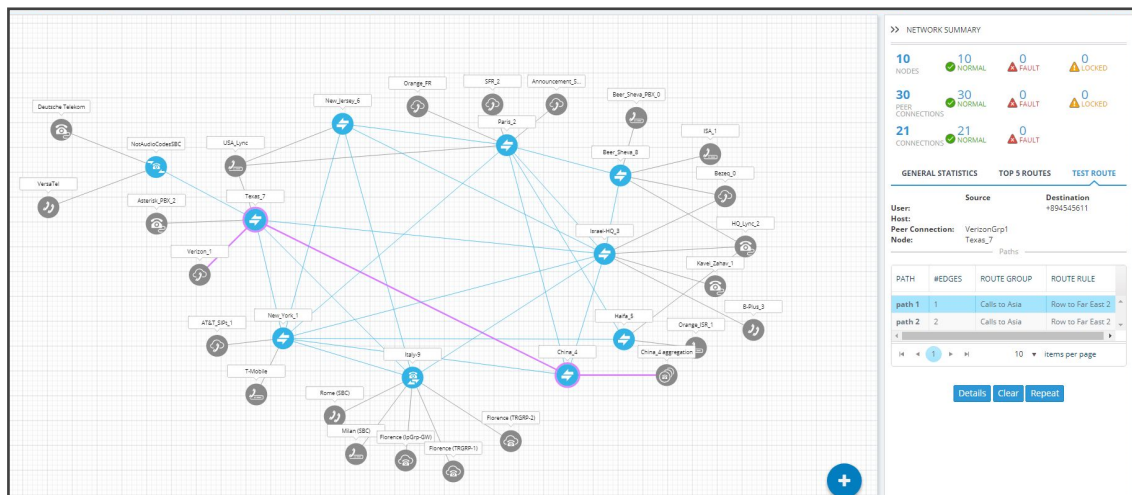 Orange_FR
SFR_2
Announcement_S...
New_Jersey_6
Beer_Sheva_PBX_0
Deutsche Telekom
Paris_2
ISA_1
NotAudioCodesSBC
USA_Lync
Beer_Sheva_8
Bezeq_0
VersaTel
Asterisk_PBX_2
Texas_7
HQ_Lync_2
Israel-HQ_8
Verizon_1
Kavei_Zahav_1
B-Plus_3
AT&T_SIPs_1
New_York_1
Haifa_5
Orange_ISR_1
Italy-9
China_4
China_4 aggregation
T-Mobile
Rome (SBC)
Milan (SBC)
Florence (IpGrp-GW)
Florence (TRGRP-1)
Florence (TRGRP-2)
+
>> NETWORK SUMMARY
10 10 0 0
NODES NORMAL FAULT LOCKED
30 30 0 0
PEER CONNECTIONS NORMAL FAULT LOCKED
21 21 0
CONNECTIONS NORMAL FAULT
GENERAL STATISTICS TOP 5 ROUTES TEST ROUTE
Source Destination
User: +894545611
Host:
Peer Connection: VerizonGrp1
Node: Texas_7
Paths
PATH #EDGES ROUTE GROUP ROUTE RULE
path 1 1 Calls to Asia Row to Far East 2
path 2 2 Calls to Asia Row to Far East 2
1 10 items per page
Details Clear Repeat